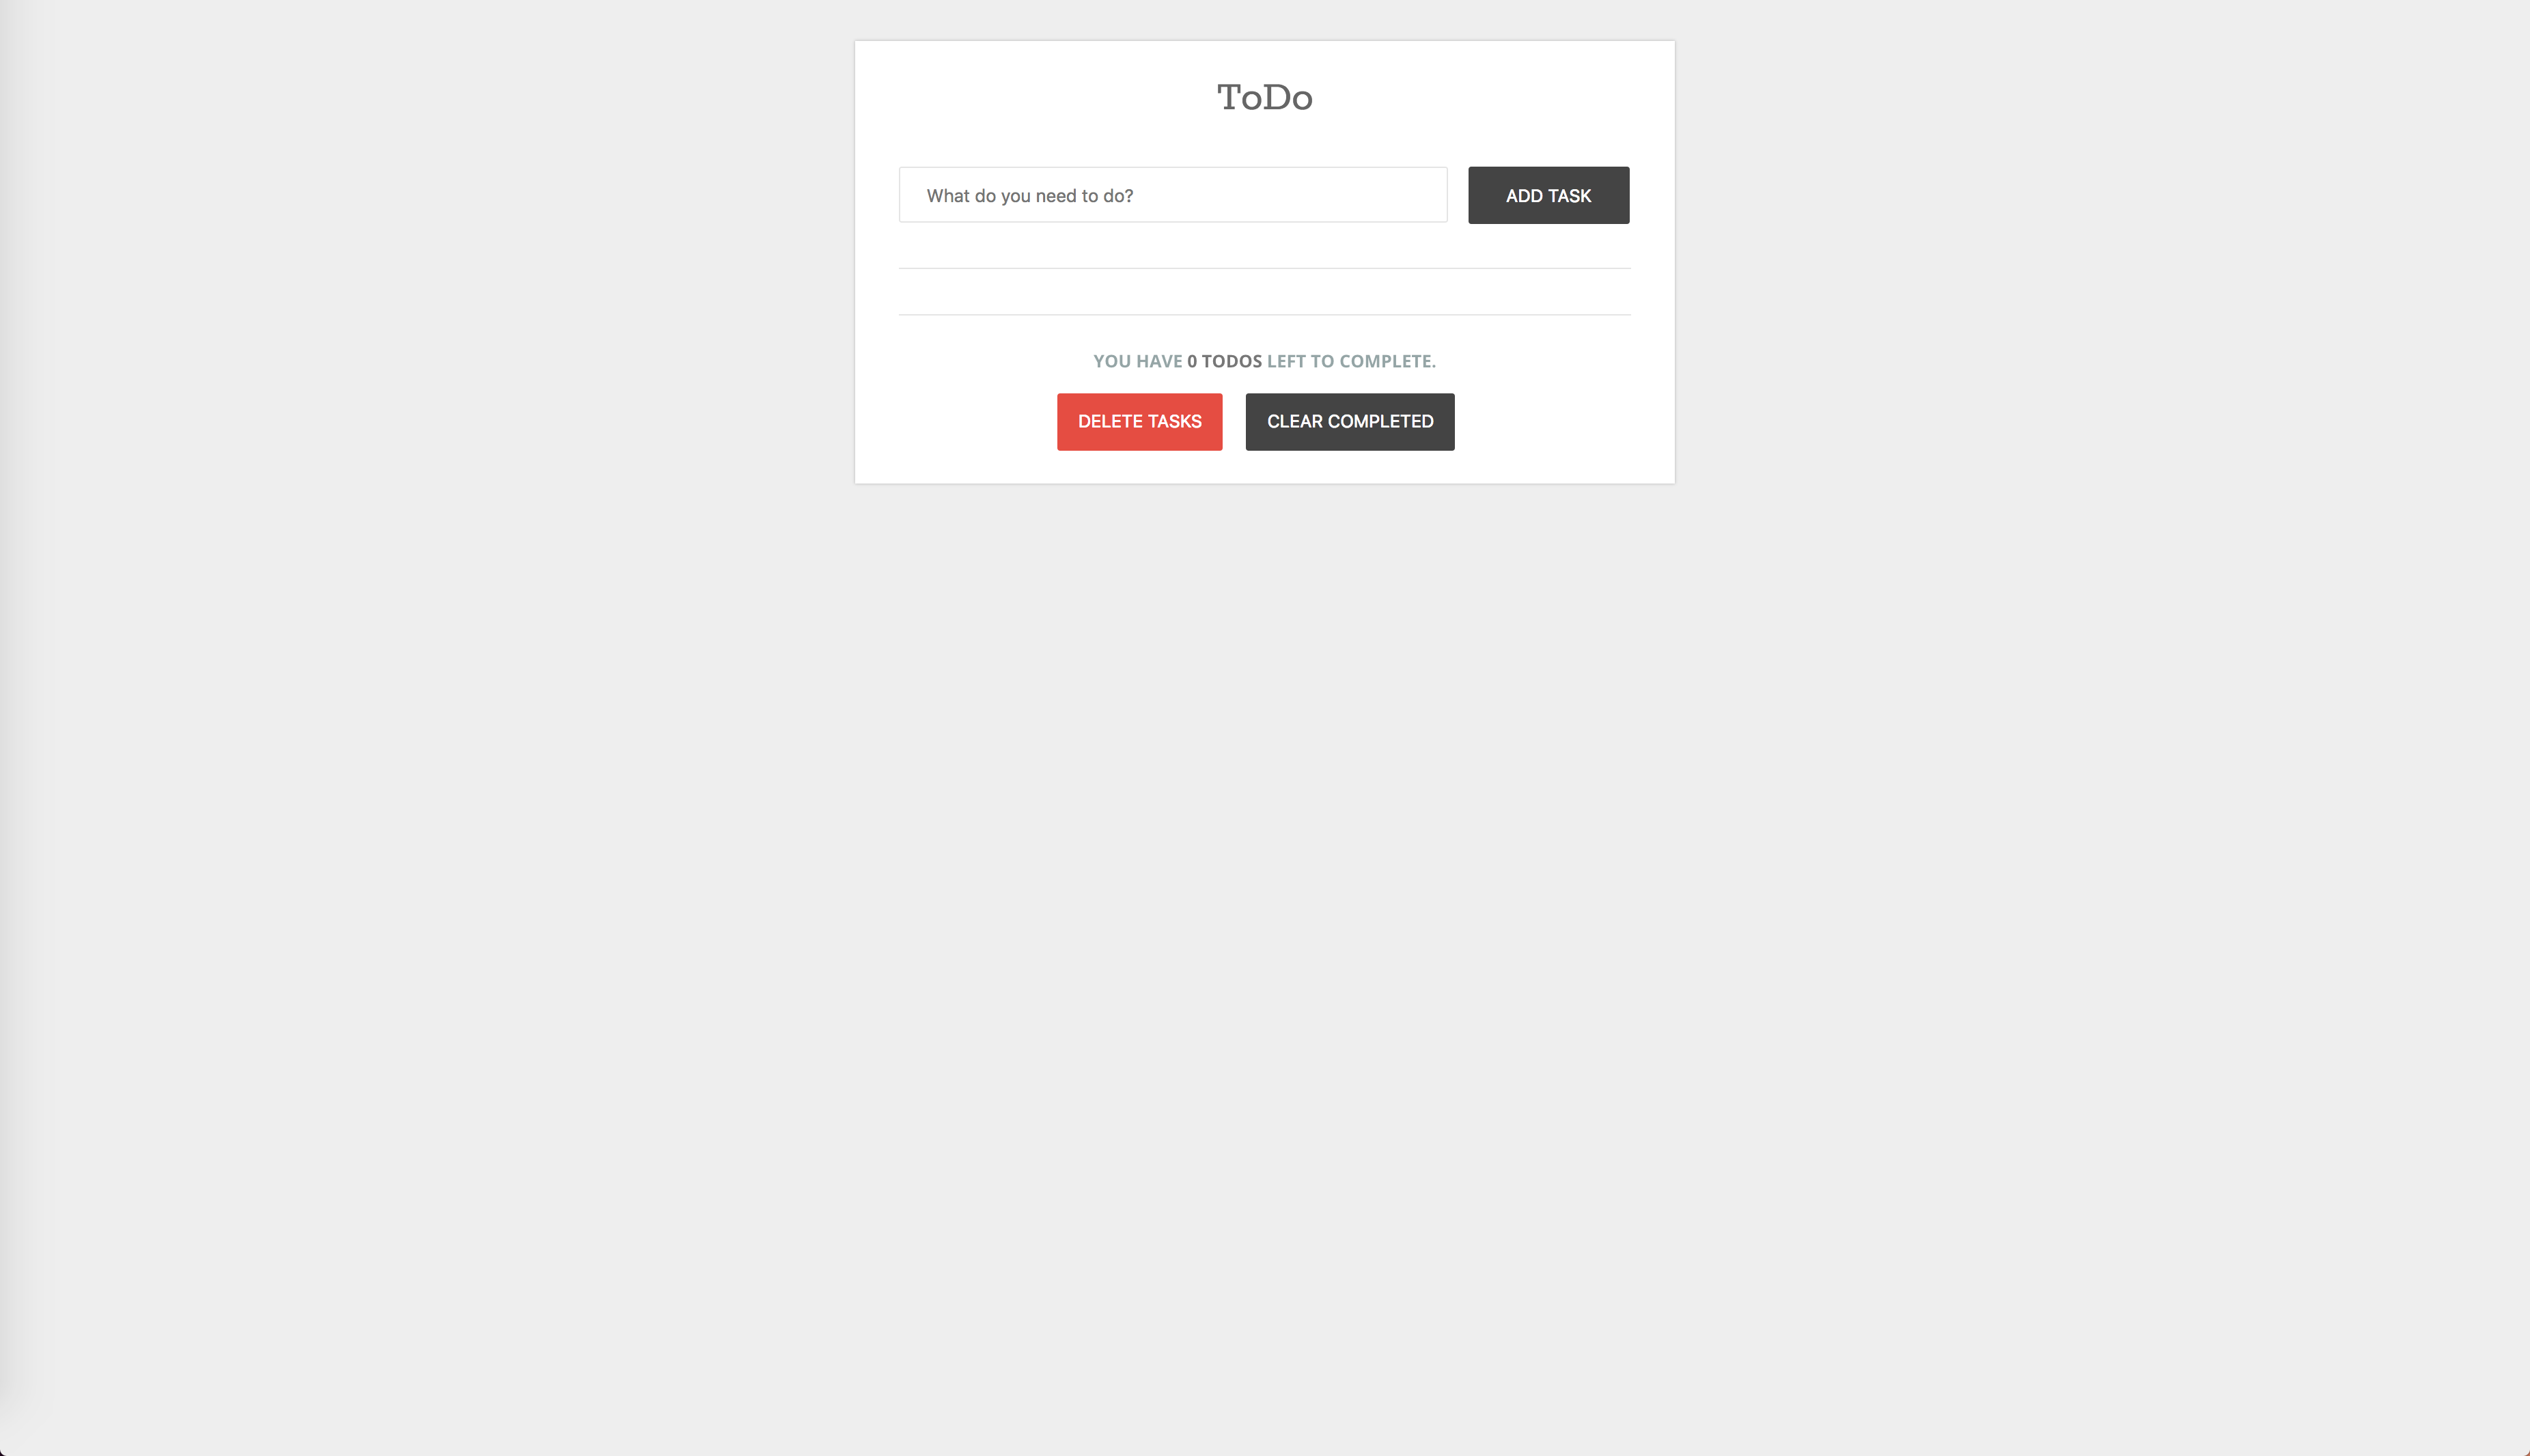 ToDo
What do you need to do?
ADD TASK
YOU HAVE 0 TODOS LEFT TO COMPLETE.
DELETE TASKS
CLEAR COMPLETED